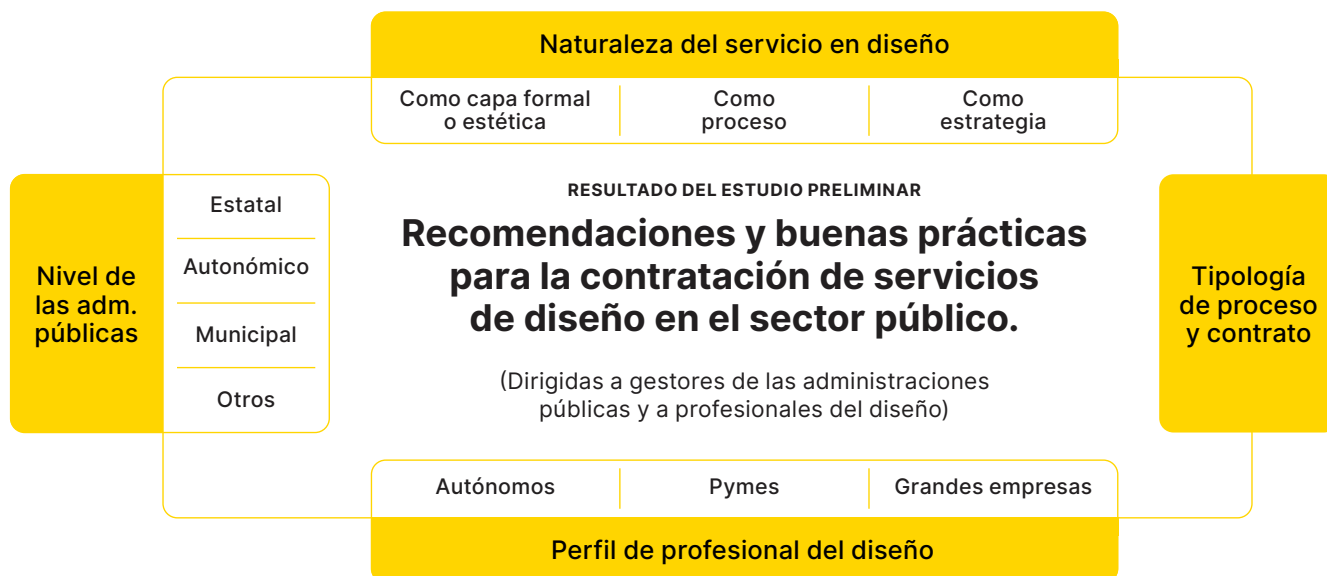 Naturaleza del servicio en diseño
Como capa formal
o estética
Como
proceso
Como
estrategia
Nivel de
las adm.
públicas
Estatal
Autonómico
Municipal
Otros
RESULTADO DEL ESTUDIO PRELIMINAR
Recomendaciones y buenas prácticas
para la contratación de servicios
de diseño en el sector público.
(Dirigidas a gestores de las administraciones
públicas y a profesionales del diseño)
Tipología
de proceso
y contrato
Autónomos
Pymes
Grandes empresas
Perfil de profesional del diseño